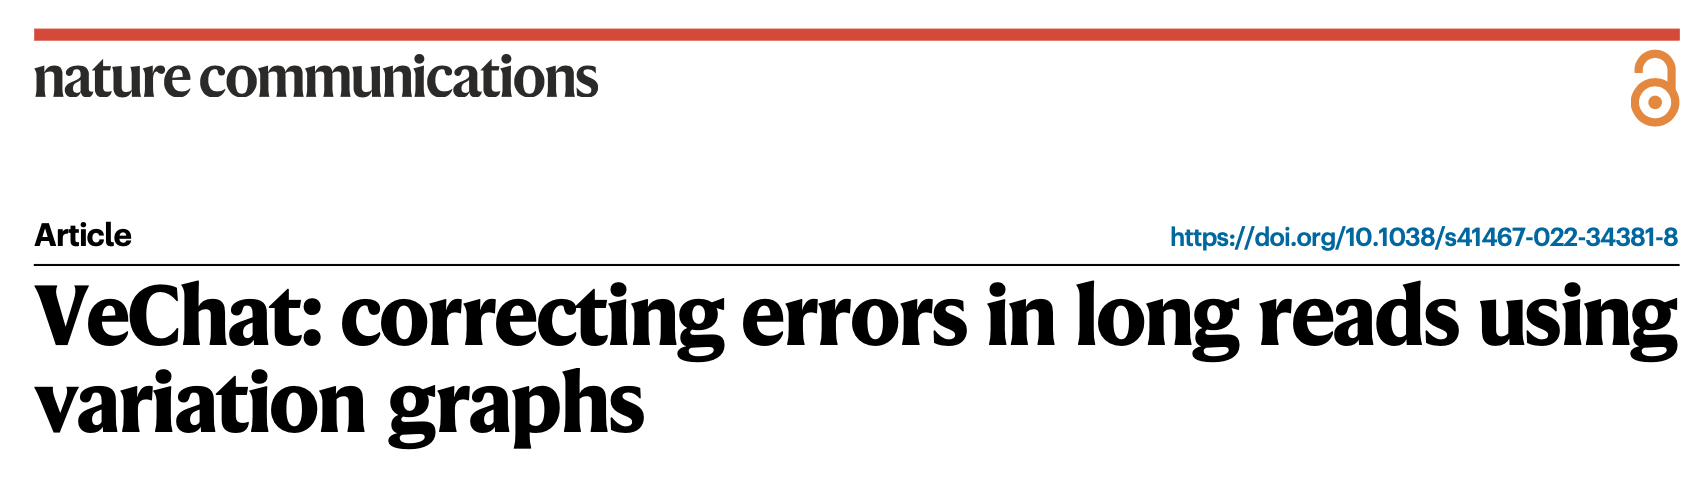 nature communications
Article
https://doi.org/10.1038/s41467-022-34381-8
VeChat: correcting errors in long reads using
variation graphs